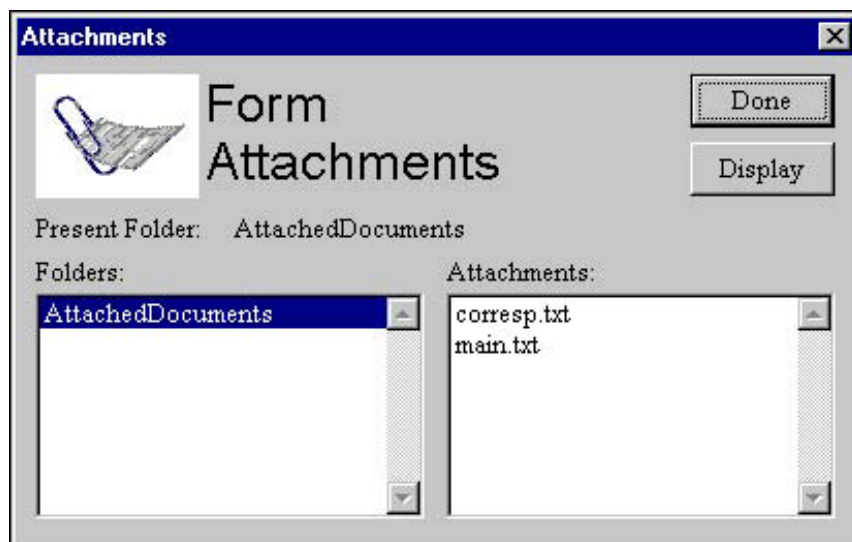 Attachments
Form
Attachments
Done
Display
Present Folder: AttachedDocuments
Folders:
Attachments:
AttachedDocuments
corresp.txt
main.txt